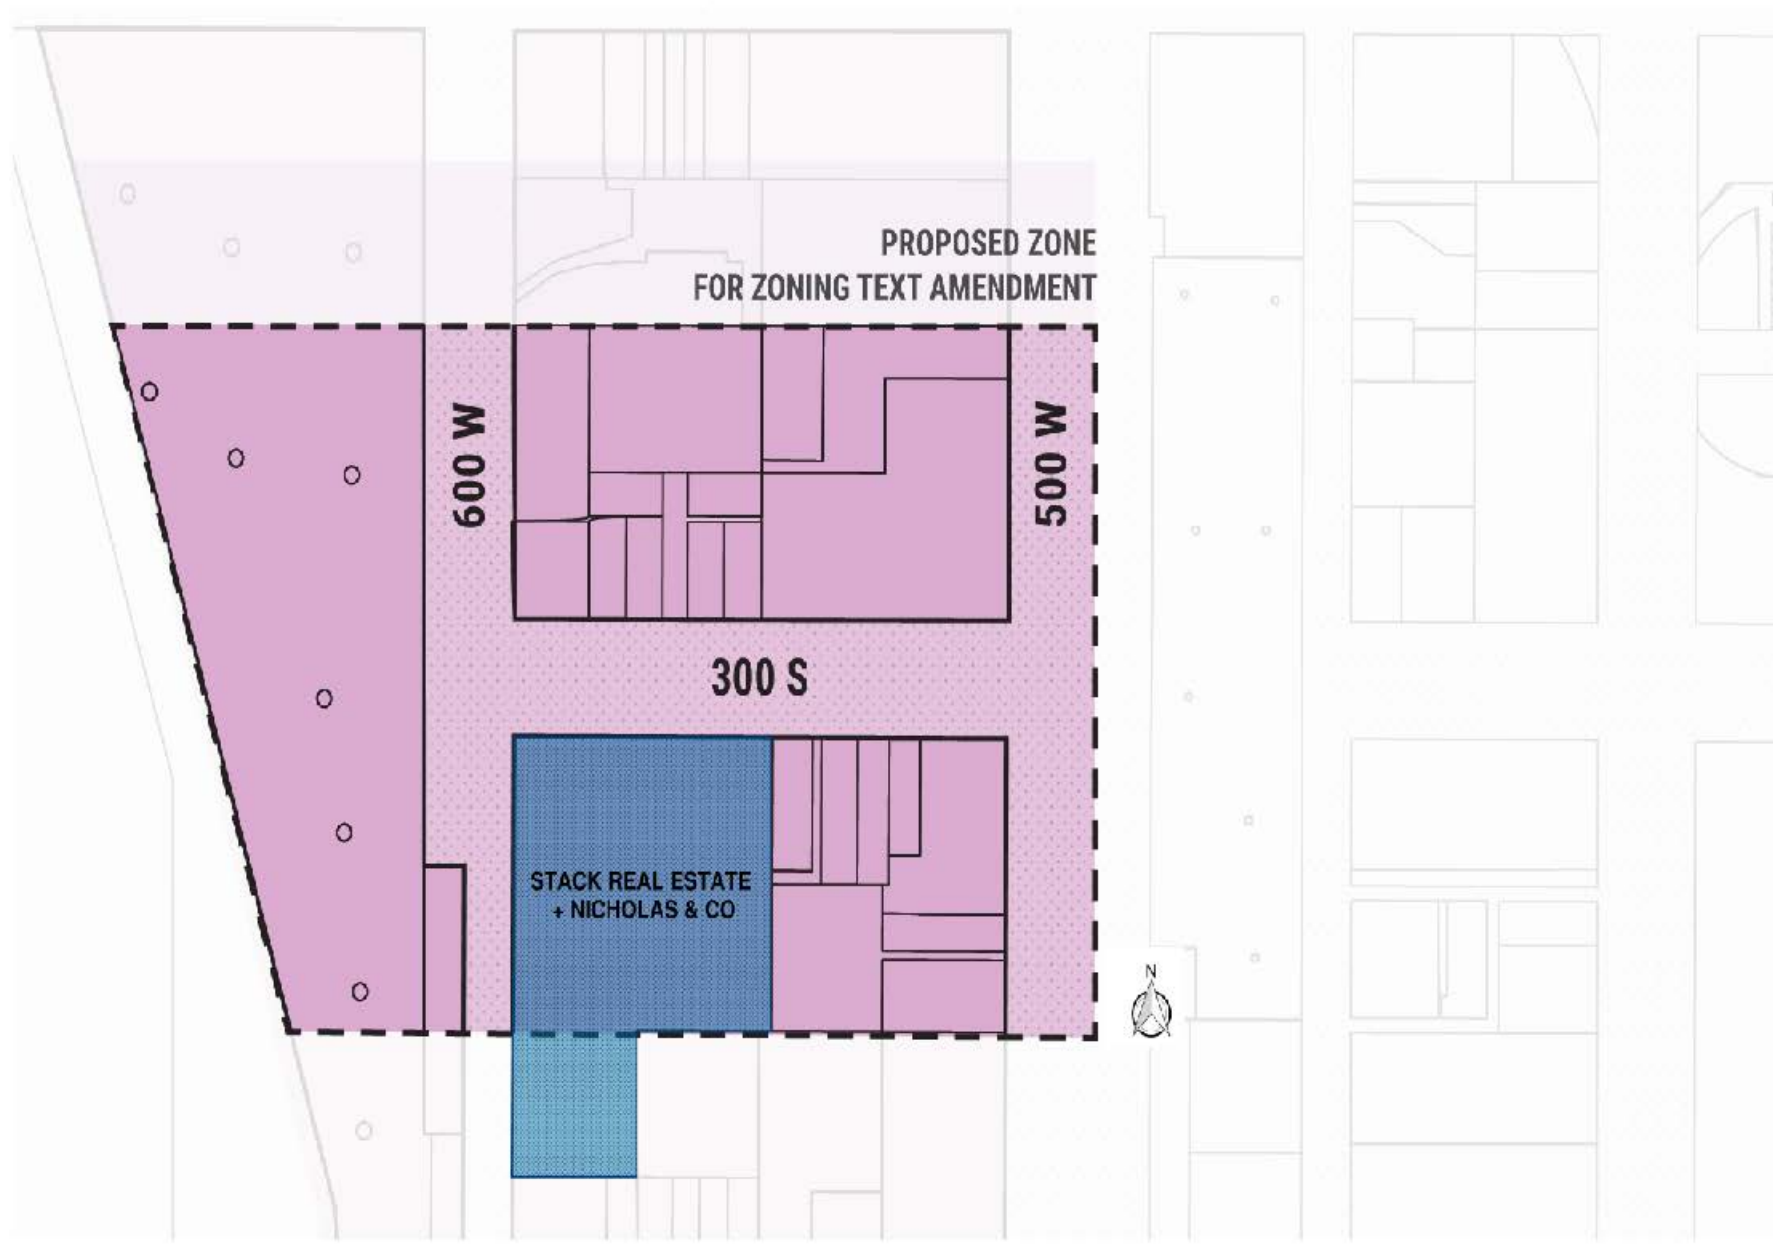 PROPOSED ZONE
FOR ZONING TEXT AMENDMENT
600 W
500 W
300 S
STACK REAL ESTATE
+ NICHOLAS & CO
N